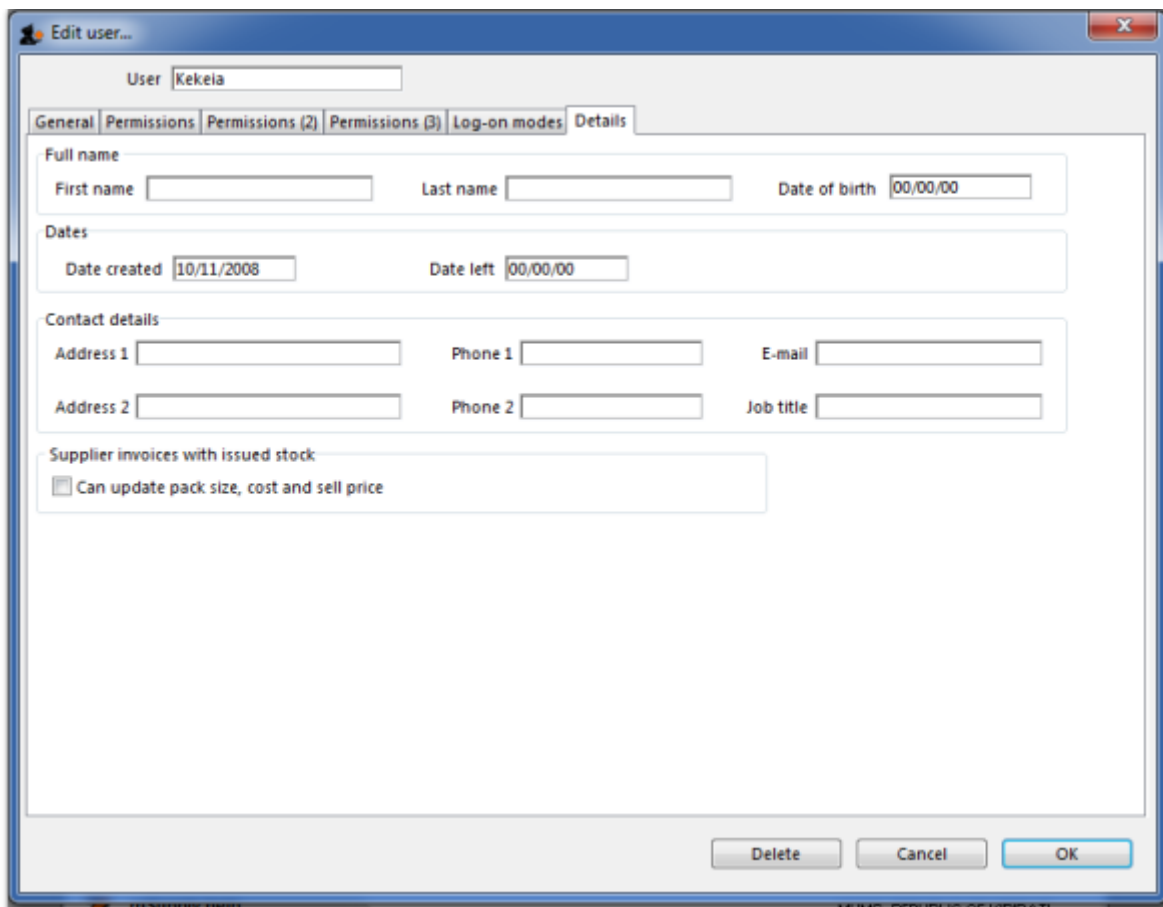 Edit user...
User Kekeia
General Permissions Permissions (2) Permissions (3) Log-on modes Details
Full name
First name Last name Date of birth 00/00/00
Dates
Date created 10/11/2008 Date left 00/00/00
Contact details
Address 1 Phone 1 E-mail
Address 2 Phone 2 Job title
Supplier invoices with issued stock
Can update pack size, cost and sell price
Delete Cancel OK